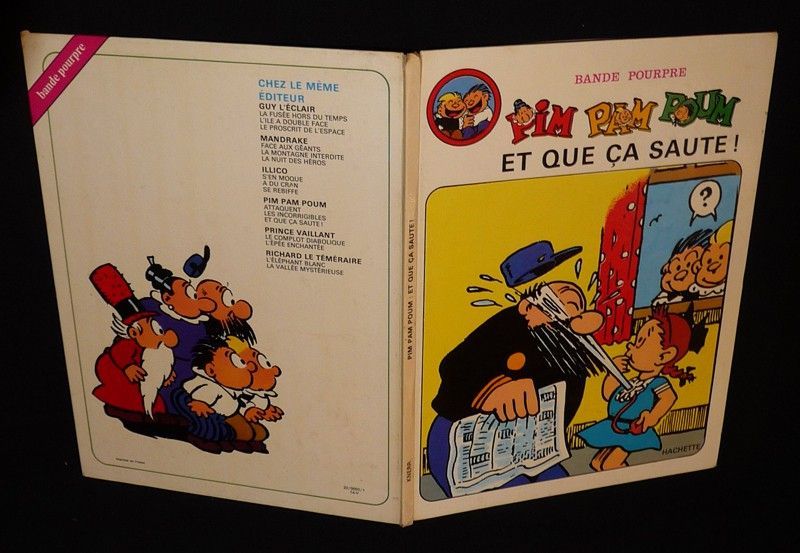 bande pourpre
CHEZ LE MÊME
ÉDITEUR
GUY L'ÉCLAIR
LA FUSÉE HORS DU TEMPS
L'ILE A DOUBLE FACE
LE PROSCRIT DE L'ESPACE
MANDRAKE
FACE AUX GÉANTS
LA MONTAGNE INTERDITE
LA NUIT DES HÉROS
ILLICO
S'EN MOQUE
A DU CRAN
SE REBIFFE
PIM PAM POUM
ATTAQUENT
LES INCORRIGIBLES
ET QUE ÇA SAUTE!
PRINCE VAILLANT
LE COMPLOT DIABOLIQUE
L'ÉPÉE ENCHANTÉE
RICHARD LE TÉMÉRAIRE
L'ÉLÉPHANT BLANC
LA VALLÉE MYSTÉRIEUSE
PIM PAM POUM : ET QUE ÇA SAUTE !
KNERR
BANDE POURPRE
PIM PAM POUM
ET QUE ÇA SAUTE !
?
HACHETTE